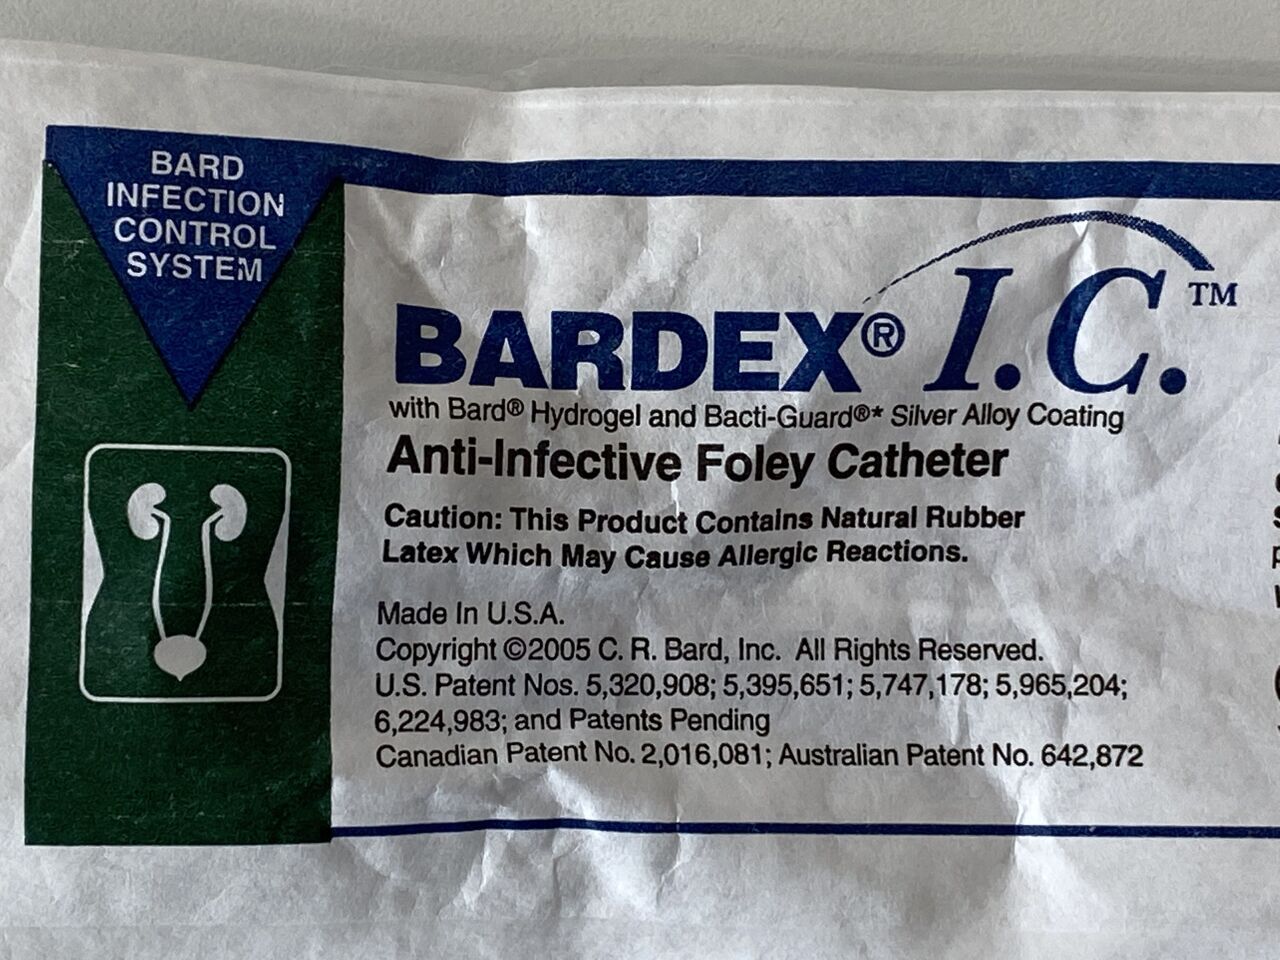 BARD
INFECTION
CONTROL
SYSTEM
BARDEX® I.C.™
with Bard® Hydrogel and Bacti-Guard®* Silver Alloy Coating
Anti-Infective Foley Catheter
Caution: This Product Contains Natural Rubber
Latex Which May Cause Allergic Reactions.
Made In U.S.A.
Copyright ©2005 C. R. Bard, Inc. All Rights Reserved.
U.S. Patent Nos. 5,320,908; 5,395,651; 5,747,178; 5,965,204;
6,224,983; and Patents Pending
Canadian Patent No. 2,016,081; Australian Patent No. 642,872